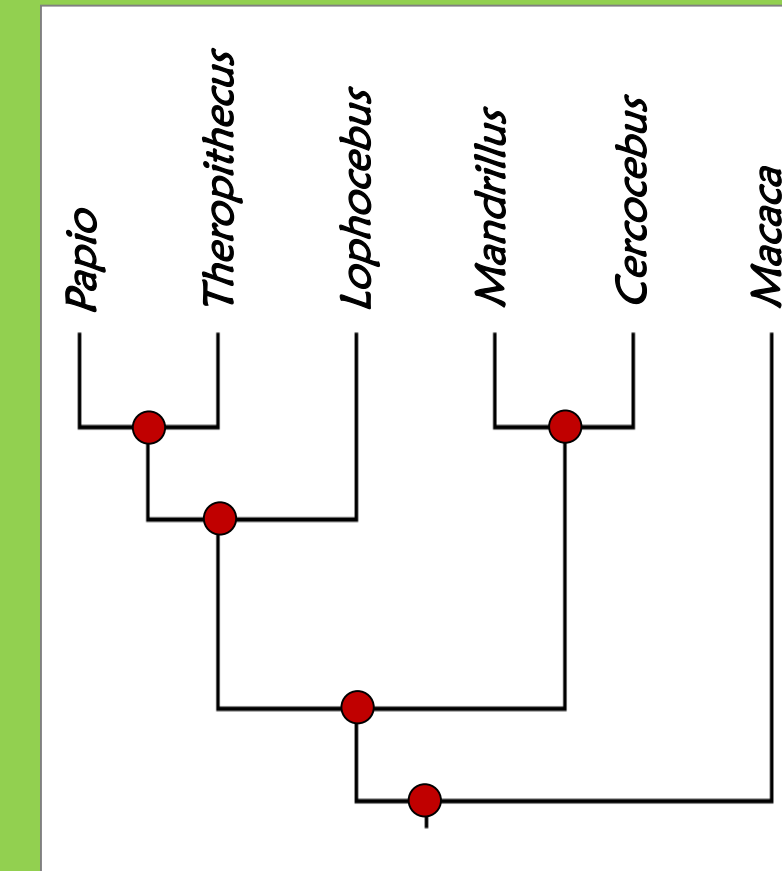 Papio
Theropithecus
Lophocebus
Mandrillus
Cercocebus
Macaca